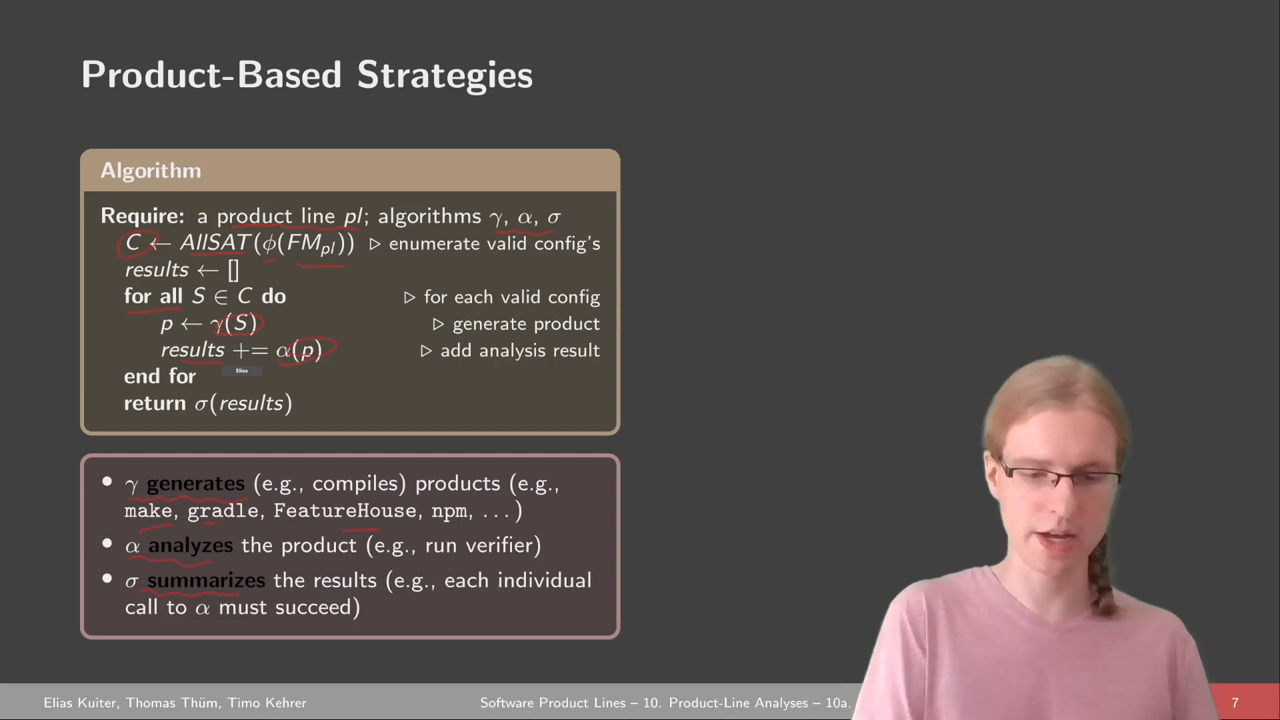 Product-Based Strategies
Algorithm
Require: a product line pl; algorithms γ, α, σ
C ← AllSAT(ϕ(FM_pl)) ▷ enumerate valid config's
results ← []
for all S ∈ C do ▷ for each valid config
p ← γ(S) ▷ generate product
results += α(p) ▷ add analysis result
Elias
end for
return σ(results)
• γ generates (e.g., compiles) products (e.g.,
make, gradle, FeatureHouse, npm, ...)
• α analyzes the product (e.g., run verifier)
• σ summarizes the results (e.g., each individual
call to α must succeed)
Elias Kuiter, Thomas Thüm, Timo Kehrer Software Product Lines – 10. Product-Line Analyses – 10a. 7